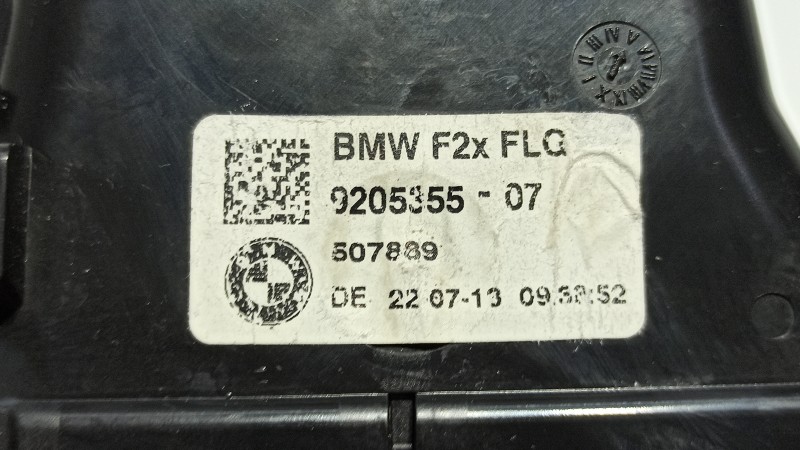 BMW F2x FLG
9205355 - 07
507889
DE 22 07-13 09:38:52